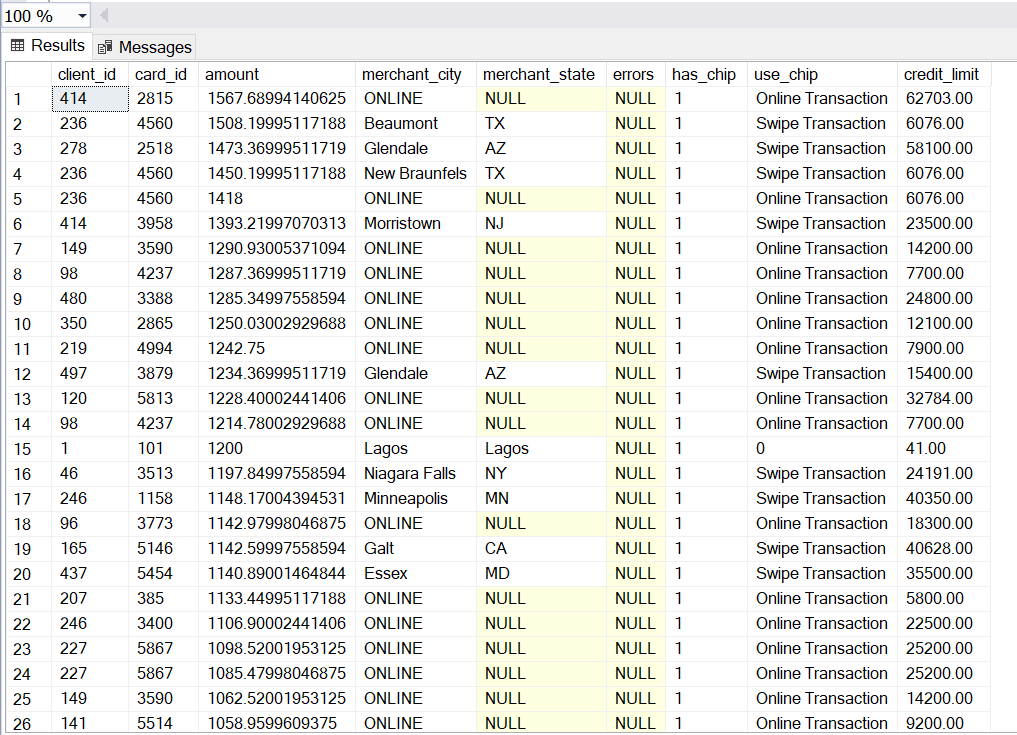 100 %
Results Messages
client_id card_id amount merchant_city merchant_state errors has_chip use_chip credit_limit
1 414 2815 1567.68994140625 ONLINE NULL NULL 1 Online Transaction 62703.00
2 236 4560 1508.19995117188 Beaumont TX NULL 1 Swipe Transaction 6076.00
3 278 2518 1473.36999511719 Glendale AZ NULL 1 Swipe Transaction 58100.00
4 236 4560 1450.19995117188 New Braunfels TX NULL 1 Swipe Transaction 6076.00
5 236 4560 1418 ONLINE NULL NULL 1 Online Transaction 6076.00
6 414 3958 1393.21997070313 Morristown NJ NULL 1 Swipe Transaction 23500.00
7 149 3590 1290.93005371094 ONLINE NULL NULL 1 Online Transaction 14200.00
8 98 4237 1287.36999511719 ONLINE NULL NULL 1 Online Transaction 7700.00
9 480 3388 1285.34997558594 ONLINE NULL NULL 1 Online Transaction 24800.00
10 350 2865 1250.03002929688 ONLINE NULL NULL 1 Online Transaction 12100.00
11 219 4994 1242.75 ONLINE NULL NULL 1 Online Transaction 7900.00
12 497 3879 1234.36999511719 Glendale AZ NULL 1 Swipe Transaction 15400.00
13 120 5813 1228.40002441406 ONLINE NULL NULL 1 Online Transaction 32784.00
14 98 4237 1214.78002929688 ONLINE NULL NULL 1 Online Transaction 7700.00
15 1 101 1200 Lagos Lagos NULL 1 0 41.00
16 46 3513 1197.84997558594 Niagara Falls NY NULL 1 Swipe Transaction 24191.00
17 246 1158 1148.17004394531 Minneapolis MN NULL 1 Swipe Transaction 40350.00
18 96 3773 1142.97998046875 ONLINE NULL NULL 1 Online Transaction 18300.00
19 165 5146 1142.59997558594 Galt CA NULL 1 Swipe Transaction 40628.00
20 437 5454 1140.89001464844 Essex MD NULL 1 Swipe Transaction 35500.00
21 207 385 1133.44995117188 ONLINE NULL NULL 1 Online Transaction 5800.00
22 246 3400 1106.90002441406 ONLINE NULL NULL 1 Online Transaction 22500.00
23 227 5867 1098.52001953125 ONLINE NULL NULL 1 Online Transaction 25200.00
24 227 5867 1085.47998046875 ONLINE NULL NULL 1 Online Transaction 25200.00
25 149 3590 1062.52001953125 ONLINE NULL NULL 1 Online Transaction 14200.00
26 141 5514 1058.9599609375 ONLINE NULL NULL 1 Online Transaction 9200.00